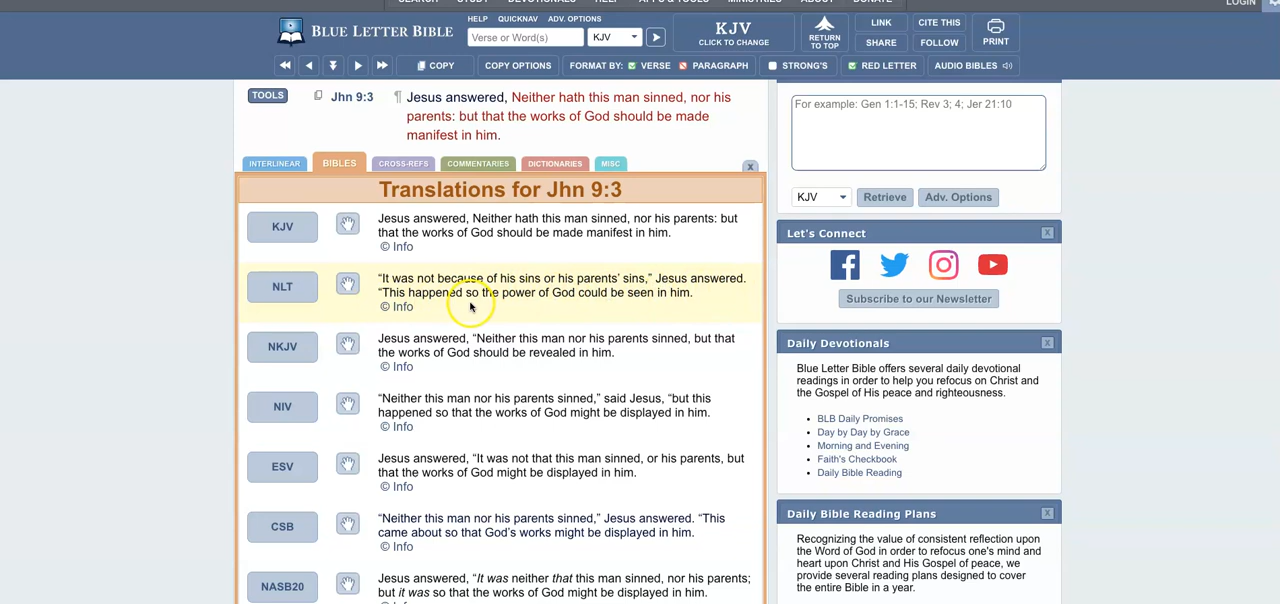 SEARCH STUDY DEVOTIONALS HELP APPS & TOOLS MINISTRIES ABOUT DONATE
LOGIN
BLUE LETTER BIBLE
HELP QUICKNAV ADV. OPTIONS
Verse or Word(s)
KJV
KJV
CLICK TO CHANGE
RETURN
TO TOP
LINK
CITE THIS
SHARE
FOLLOW
PRINT
COPY
COPY OPTIONS
FORMAT BY: VERSE PARAGRAPH
STRONG'S
RED LETTER
AUDIO BIBLES
TOOLS
Jhn 9:3
¶ Jesus answered, Neither hath this man sinned, nor his
parents: but that the works of God should be made
manifest in him.
INTERLINEAR BIBLES CROSS-REFS COMMENTARIES DICTIONARIES MISC
X
Translations for Jhn 9:3
KJV
Jesus answered, Neither hath this man sinned, nor his parents: but
that the works of God should be made manifest in him.
© Info
NLT
“It was not because of his sins or his parents’ sins,” Jesus answered.
“This happened so the power of God could be seen in him.
© Info
NKJV
Jesus answered, “Neither this man nor his parents sinned, but that
the works of God should be revealed in him.
© Info
NIV
“Neither this man nor his parents sinned,” said Jesus, “but this
happened so that the works of God might be displayed in him.
© Info
ESV
Jesus answered, “It was not that this man sinned, or his parents, but
that the works of God might be displayed in him.
© Info
CSB
“Neither this man nor his parents sinned,” Jesus answered. “This
came about so that God’s works might be displayed in him.
© Info
NASB20
Jesus answered, “It was neither that this man sinned, nor his parents;
but it was so that the works of God might be displayed in him.
For example: Gen 1:1-15; Rev 3; 4; Jer 21:10
KJV
Retrieve
Adv. Options
Let's Connect
X
Subscribe to our Newsletter
Daily Devotionals
X
Blue Letter Bible offers several daily devotional
readings in order to help you refocus on Christ and
the Gospel of His peace and righteousness.
• BLB Daily Promises
• Day by Day by Grace
• Morning and Evening
• Faith's Checkbook
• Daily Bible Reading
Daily Bible Reading Plans
X
Recognizing the value of consistent reflection upon
the Word of God in order to refocus one's mind and
heart upon Christ and His Gospel of peace, we
provide several reading plans designed to cover
the entire Bible in a year.